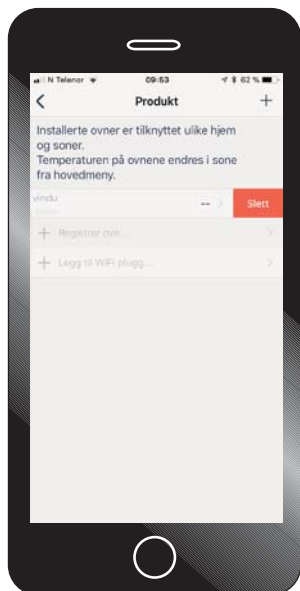 N Telenor 09:53 62 %
Produkt
Installerte ovner er tilknyttet ulike hjem
og soner.
Temperaturen på ovnene endres i sone
fra hovedmeny.
vindu -- Slett
Registrer ovn...
Legg til WiFi plugg...